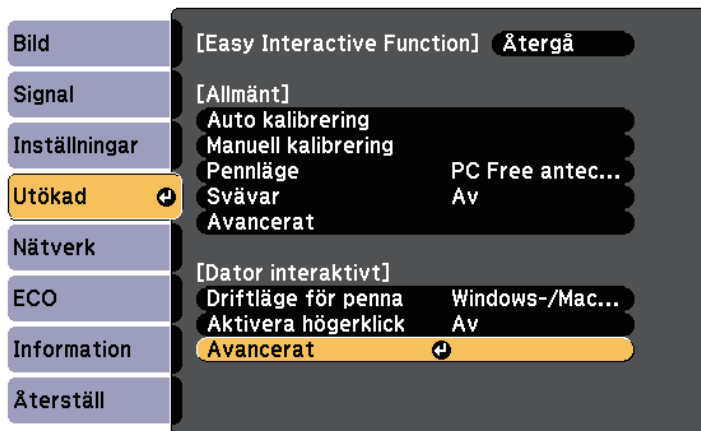 Bild
Signal
Inställningar
Utökad
Nätverk
ECO
Information
Återställ
[Easy Interactive Function] Återgå
[Allmänt]
Auto kalibrering
Manuell kalibrering
Pennläge PC Free antec...
Svävar Av
Avancerat
[Dator interaktivt]
Driftläge för penna Windows-/Mac...
Aktivera högerklick Av
Avancerat